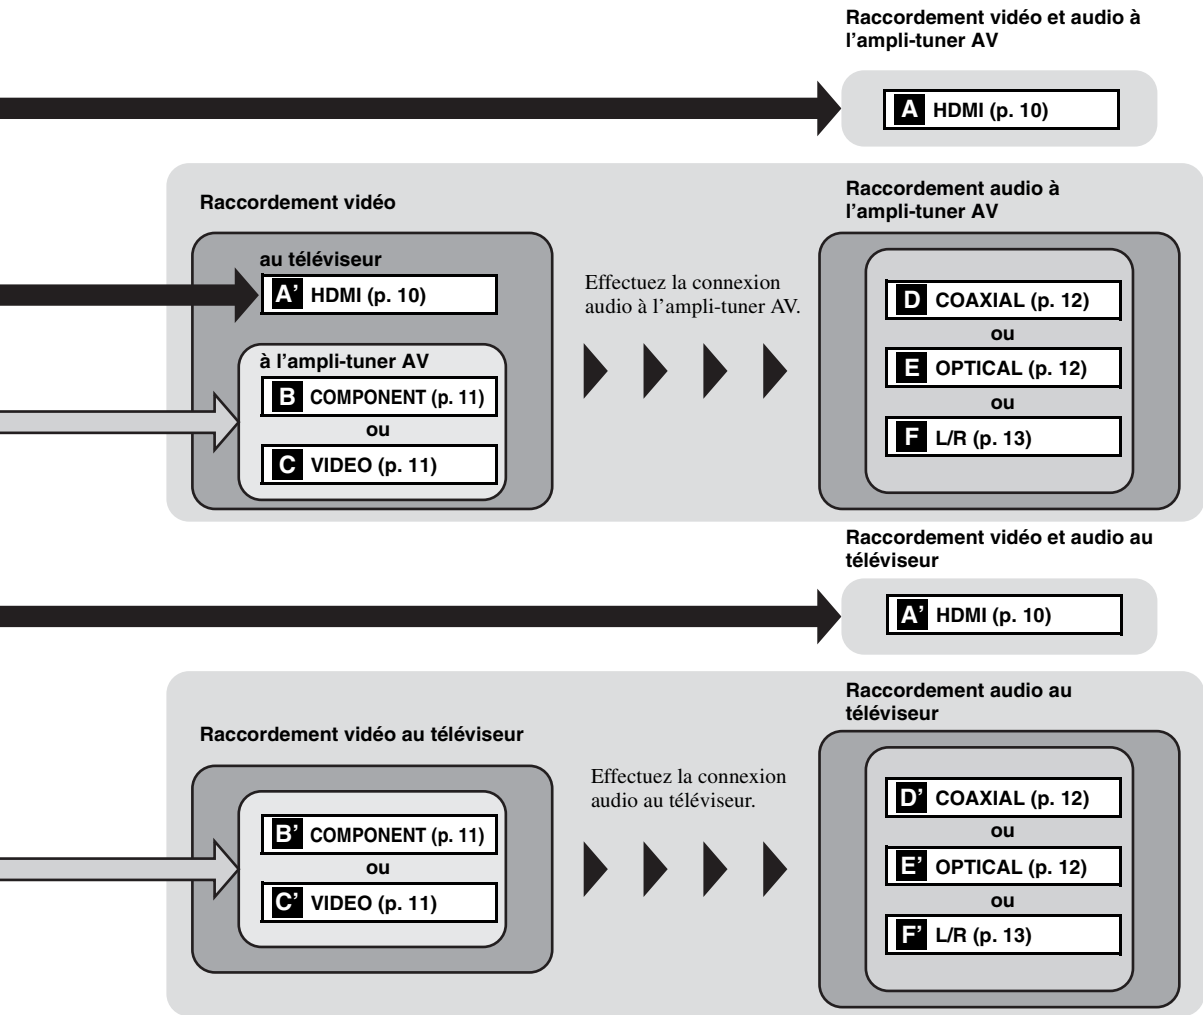 Raccordement vidéo et audio à
l’ampli-tuner AV
A HDMI (p. 10)
Raccordement vidéo
au téléviseur
A’ HDMI (p. 10)
à l’ampli-tuner AV
B COMPONENT (p. 11)
ou
C VIDEO (p. 11)
Effectuez la connexion
audio à l’ampli-tuner AV.
Raccordement audio à
l’ampli-tuner AV
D COAXIAL (p. 12)
ou
E OPTICAL (p. 12)
ou
F L/R (p. 13)
Raccordement vidéo et audio au
téléviseur
A’ HDMI (p. 10)
Raccordement vidéo au téléviseur
B’ COMPONENT (p. 11)
ou
C’ VIDEO (p. 11)
Effectuez la connexion
audio au téléviseur.
Raccordement audio au
téléviseur
D’ COAXIAL (p. 12)
ou
E’ OPTICAL (p. 12)
ou
F’ L/R (p. 13)